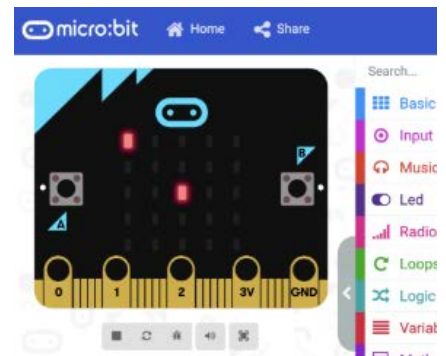 micro:bit Home Share
Search...
Basic
Input
Music
Led
Radio
Loops
Logic
Variab
B
A
0 1 2 3V GND